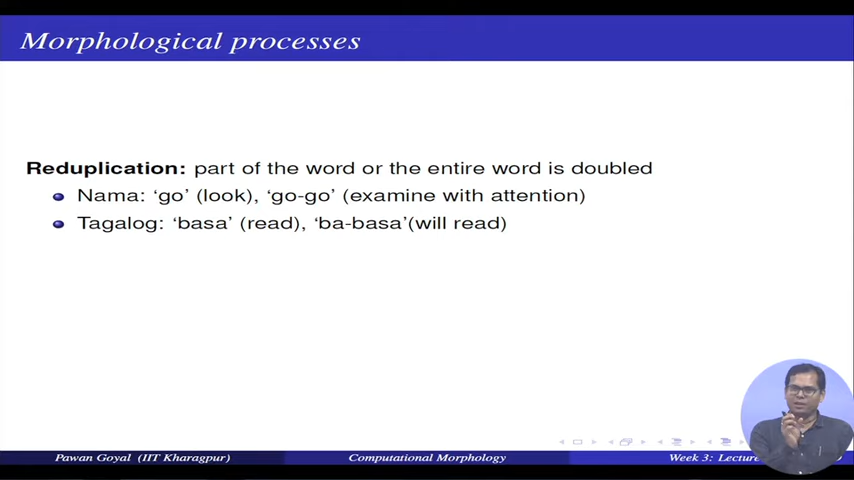 Morphological processes
Reduplication: part of the word or the entire word is doubled
Nama: ‘go’ (look), ‘go-go’ (examine with attention)
Tagalog: ‘basa’ (read), ‘ba-basa’(will read)
Pawan Goyal (IIT Kharagpur) Computational Morphology Week 3: Lecture